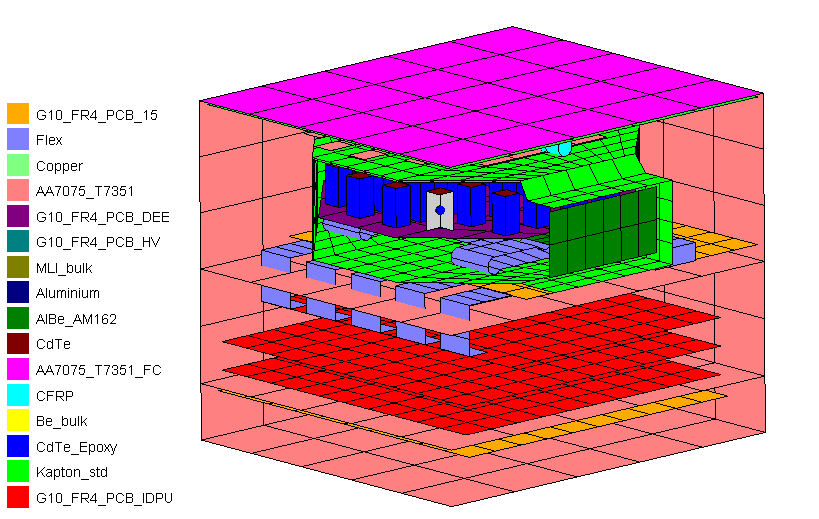 G10_FR4_PCB_15
Flex
Copper
AA7075_T7351
G10_FR4_PCB_DEE
G10_FR4_PCB_HV
MLI_bulk
Aluminium
AlBe_AM162
CdTe
AA7075_T7351_FC
CFRP
Be_bulk
CdTe_Epoxy
Kapton_std
G10_FR4_PCB_IDPU